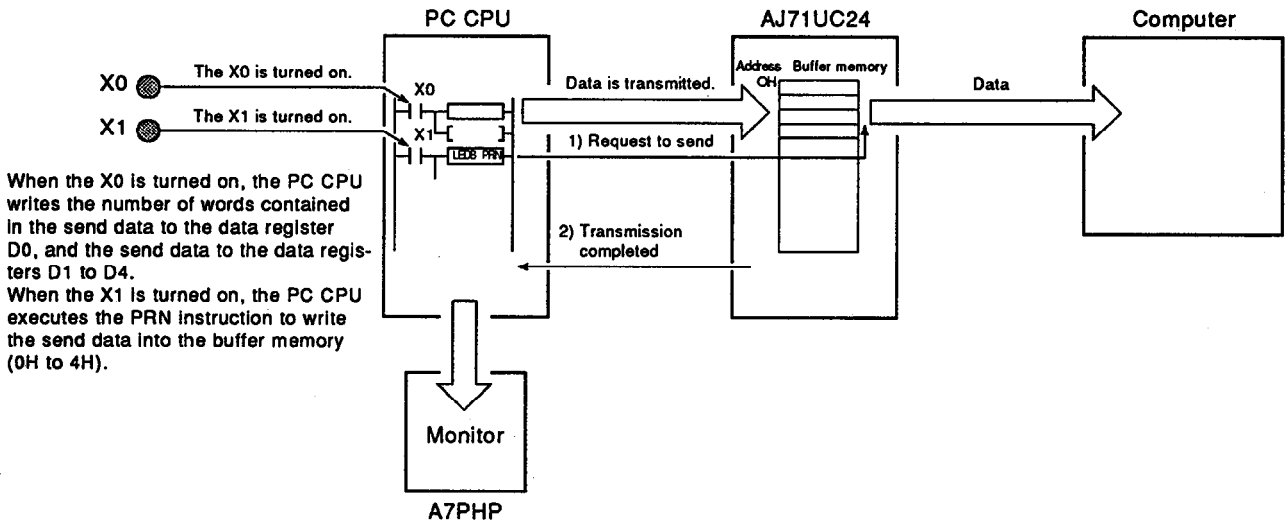 PC CPU
AJ71UC24
Computer
X0
The X0 is turned on.
X0
X1
The X1 is turned on.
X1
LEDB PRN
Data is transmitted.
Address
Buffer memory
0H
Data
1) Request to send
2) Transmission
completed
When the X0 is turned on, the PC CPU
writes the number of words contained
in the send data to the data register
D0, and the send data to the data regis-
ters D1 to D4.
When the X1 is turned on, the PC CPU
executes the PRN instruction to write
the send data into the buffer memory
(0H to 4H).
Monitor
A7PHP